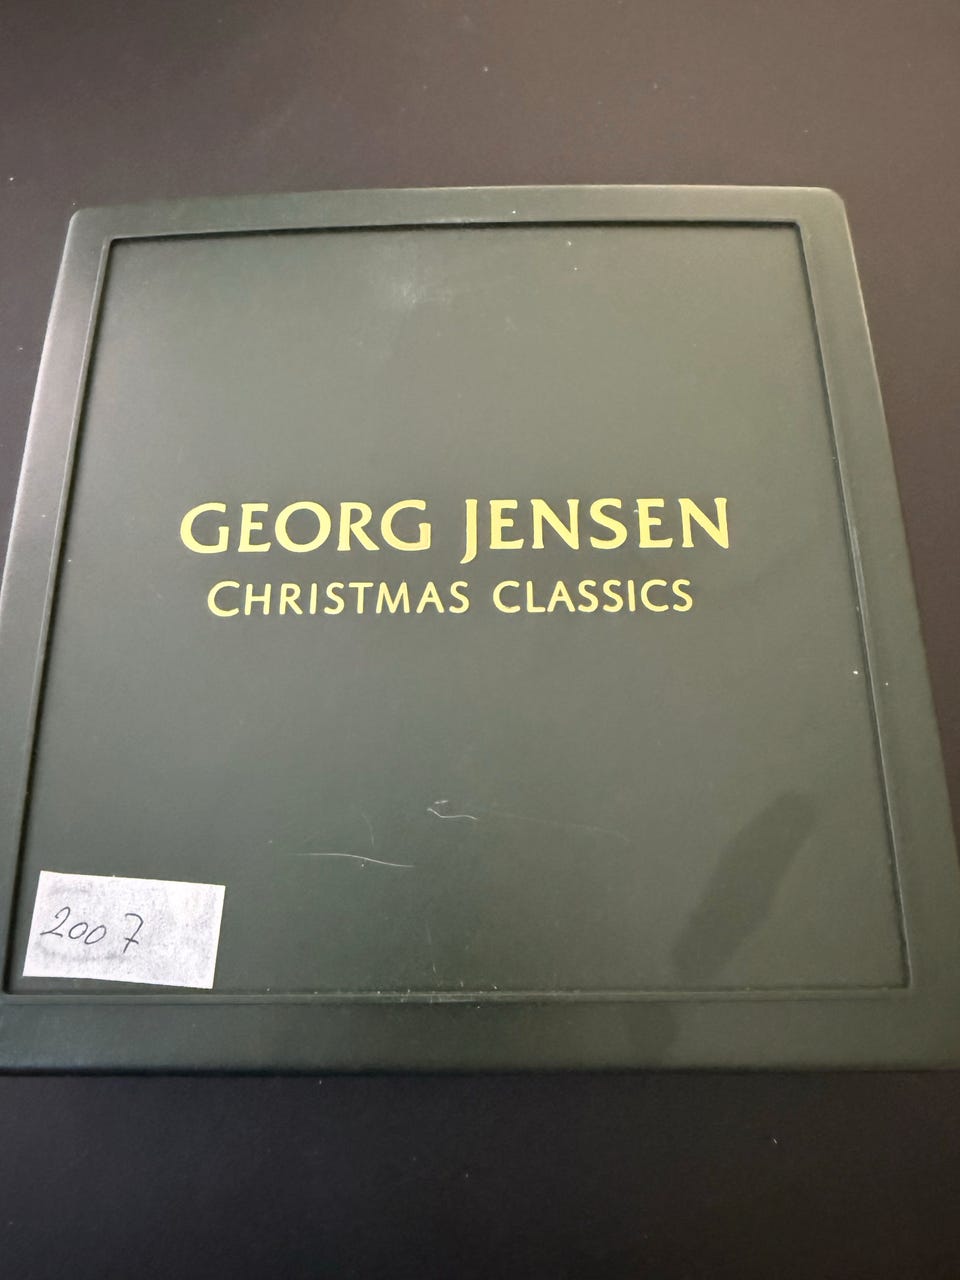 GEORG JENSEN
CHRISTMAS CLASSICS
2007